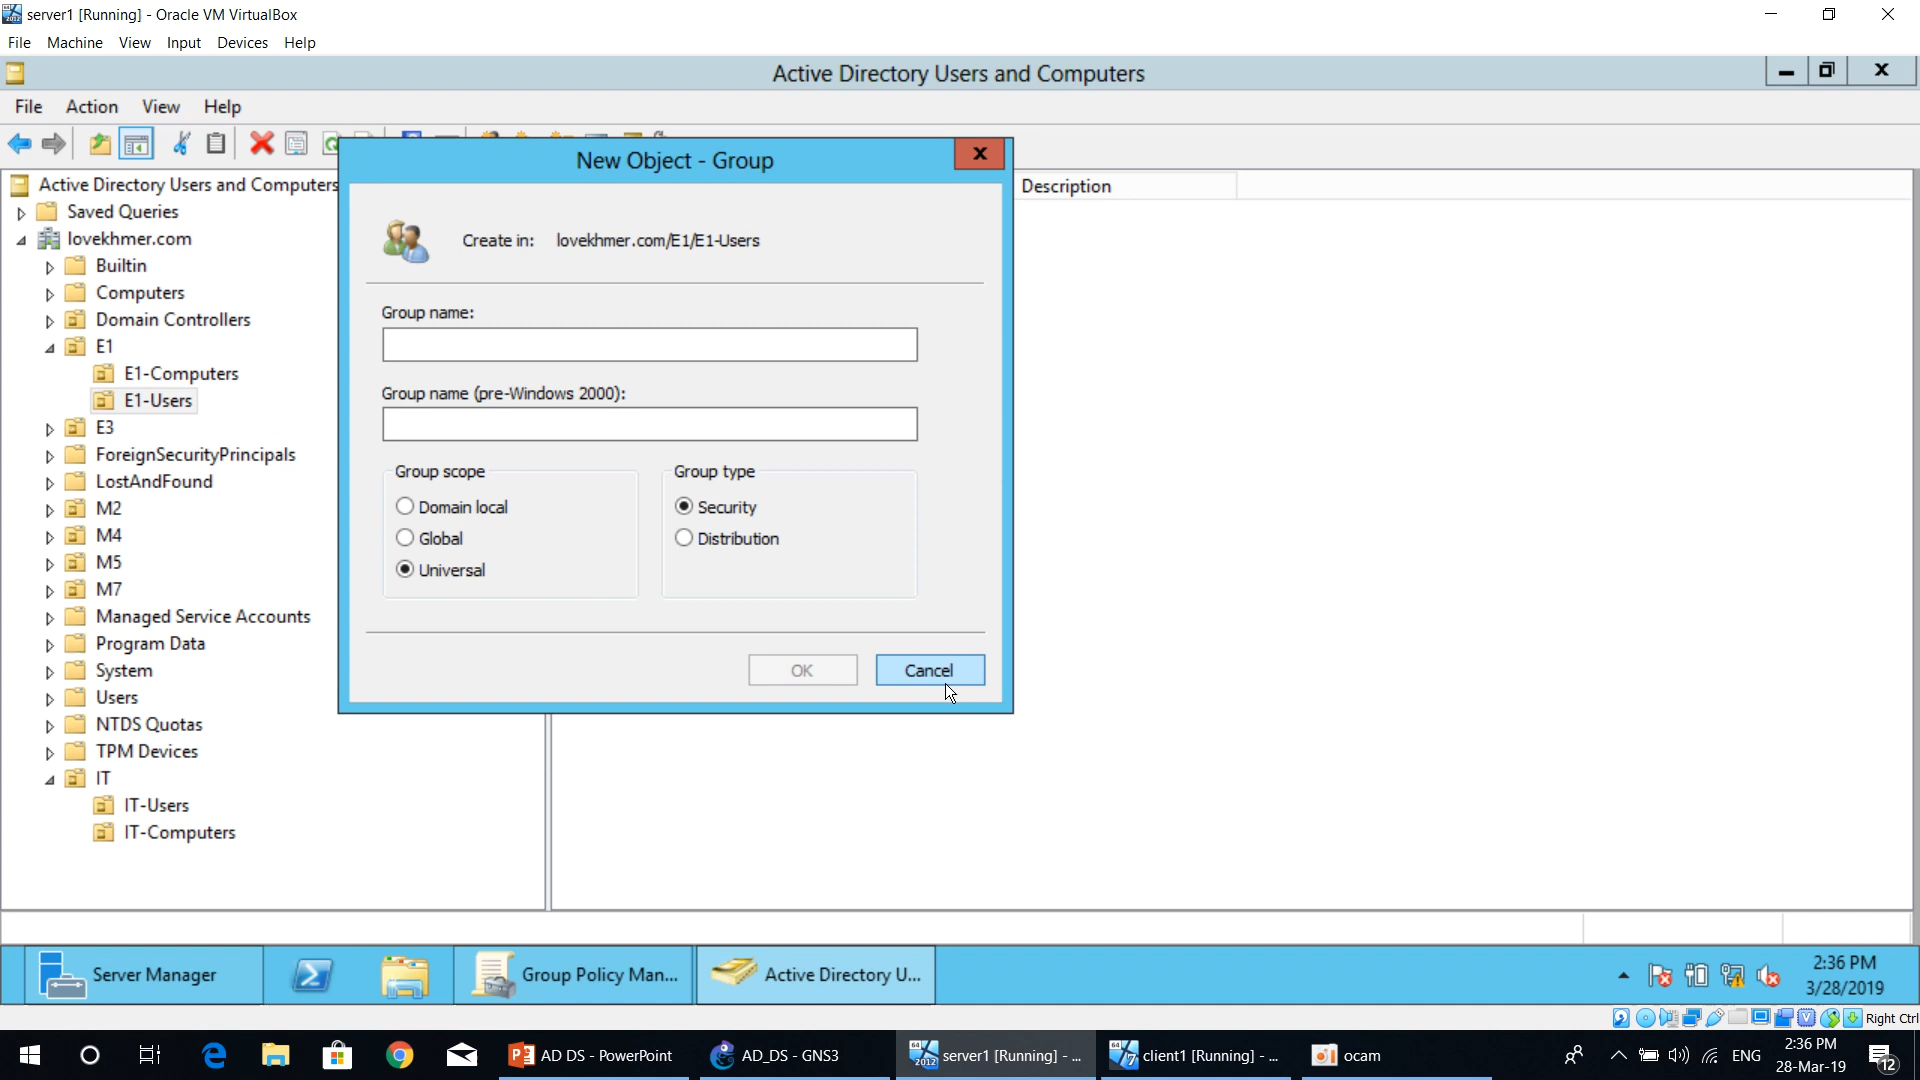 server1 [Running] - Oracle VM VirtualBox
File Machine View Input Devices Help
Active Directory Users and Computers
File Action View Help
New Object - Group
Active Directory Users and Computers
Description
Saved Queries
lovekhmer.com
Builtin
Computers
Domain Controllers
E1
E1-Computers
E1-Users
E3
ForeignSecurityPrincipals
LostAndFound
M2
M4
M5
M7
Managed Service Accounts
Program Data
System
Users
NTDS Quotas
TPM Devices
IT
IT-Users
IT-Computers
Create in: lovekhmer.com/E1/E1-Users
Group name:
Group name (pre-Windows 2000):
Group scope
Domain local
Global
Universal
Group type
Security
Distribution
OK
Cancel
Server Manager
Group Policy Man...
Active Directory U...
2:36 PM
3/28/2019
Right Ctrl
AD DS - PowerPoint
AD_DS - GNS3
server1 [Running] - ...
client1 [Running] - ...
ocam
ENG
2:36 PM
28-Mar-19
12